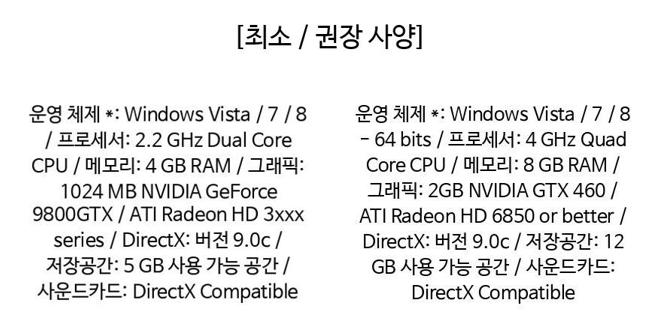 [최소 / 권장 사양]
운영 체제 *: Windows Vista / 7 / 8
/ 프로세서: 2.2 GHz Dual Core
CPU / 메모리: 4 GB RAM / 그래픽:
1024 MB NVIDIA GeForce
9800GTX / ATI Radeon HD 3xxx
series / DirectX: 버전 9.0c /
저장공간: 5 GB 사용 가능 공간 /
사운드카드: DirectX Compatible
운영 체제 *: Windows Vista / 7 / 8
- 64 bits / 프로세서: 4 GHz Quad
Core CPU / 메모리: 8 GB RAM /
그래픽: 2GB NVIDIA GTX 460 /
ATI Radeon HD 6850 or better /
DirectX: 버전 9.0c / 저장공간: 12
GB 사용 가능 공간 / 사운드카드:
DirectX Compatible